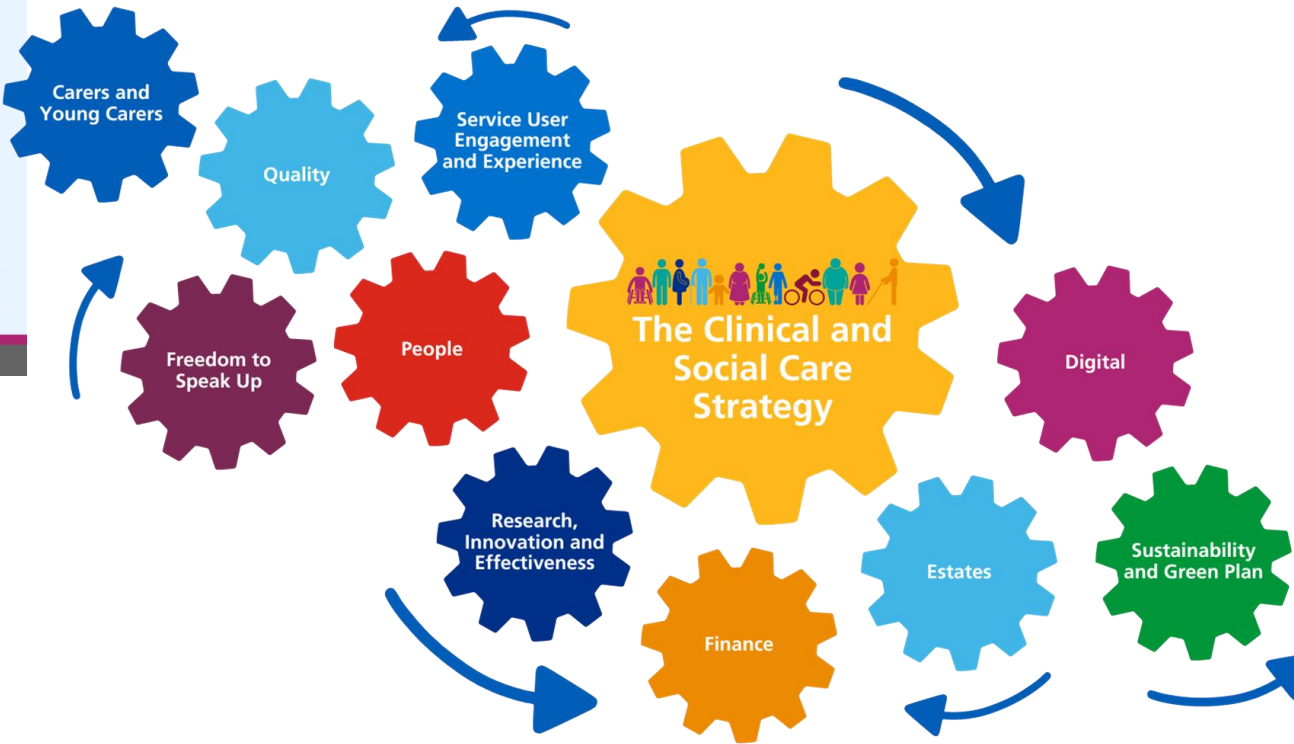 Carers and
Young Carers
Quality
Service User
Engagement
and Experience
Freedom to
Speak Up
People
The Clinical and
Social Care
Strategy
Digital
Research,
Innovation and
Effectiveness
Finance
Estates
Sustainability
and Green Plan